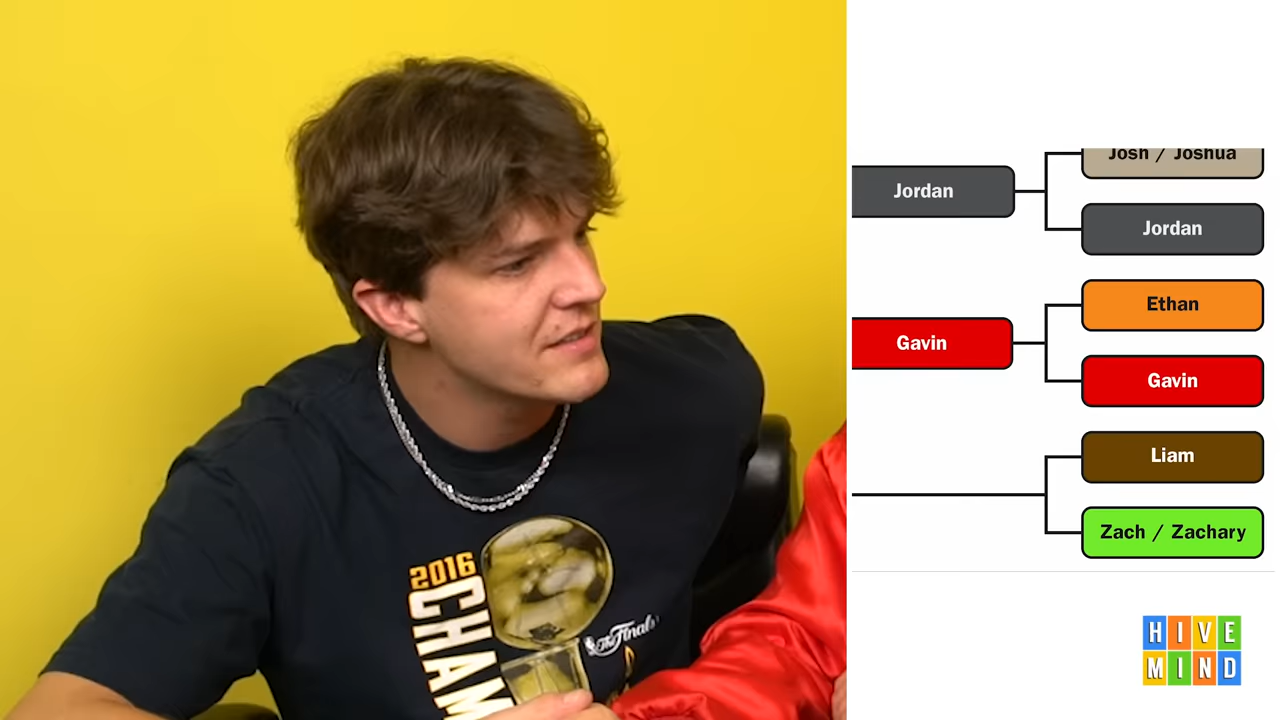 2016
CHAM
The Finals
Josh / Joshua
Jordan
Jordan
Ethan
Gavin
Gavin
Liam
Zach / Zachary
HIVE
MIND